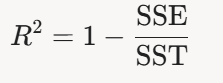 R² = 1 − SSE/SST